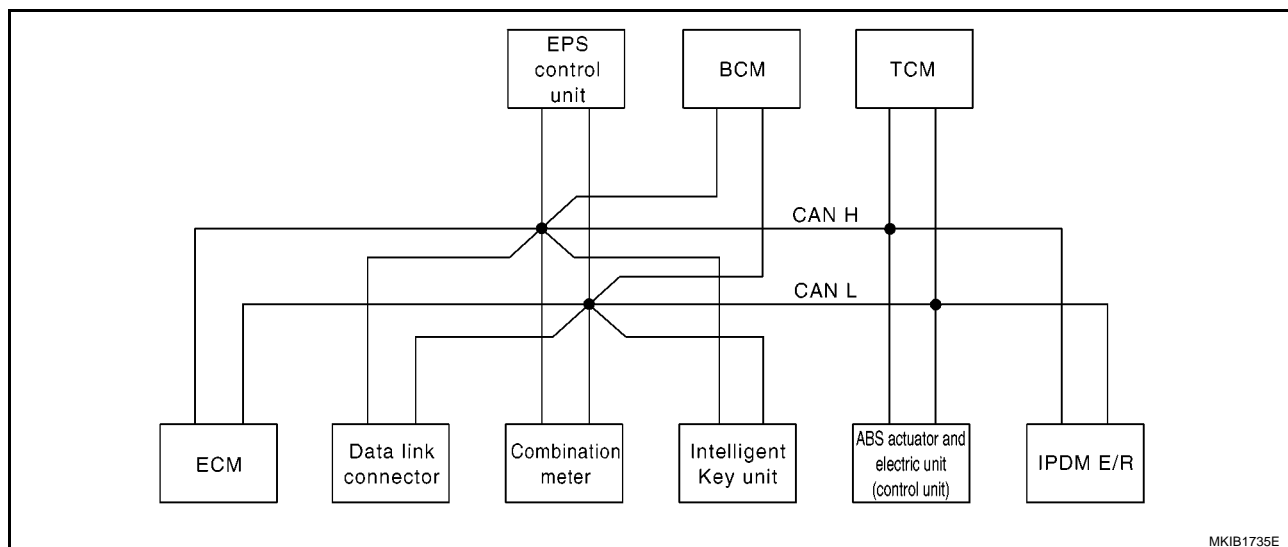 EPS
control
unit
BCM
TCM
CAN H
CAN L
ECM
Data link
connector
Combination
meter
Intelligent
Key unit
ABS actuator and
electric unit
(control unit)
IPDM E/R
MKIB1735E